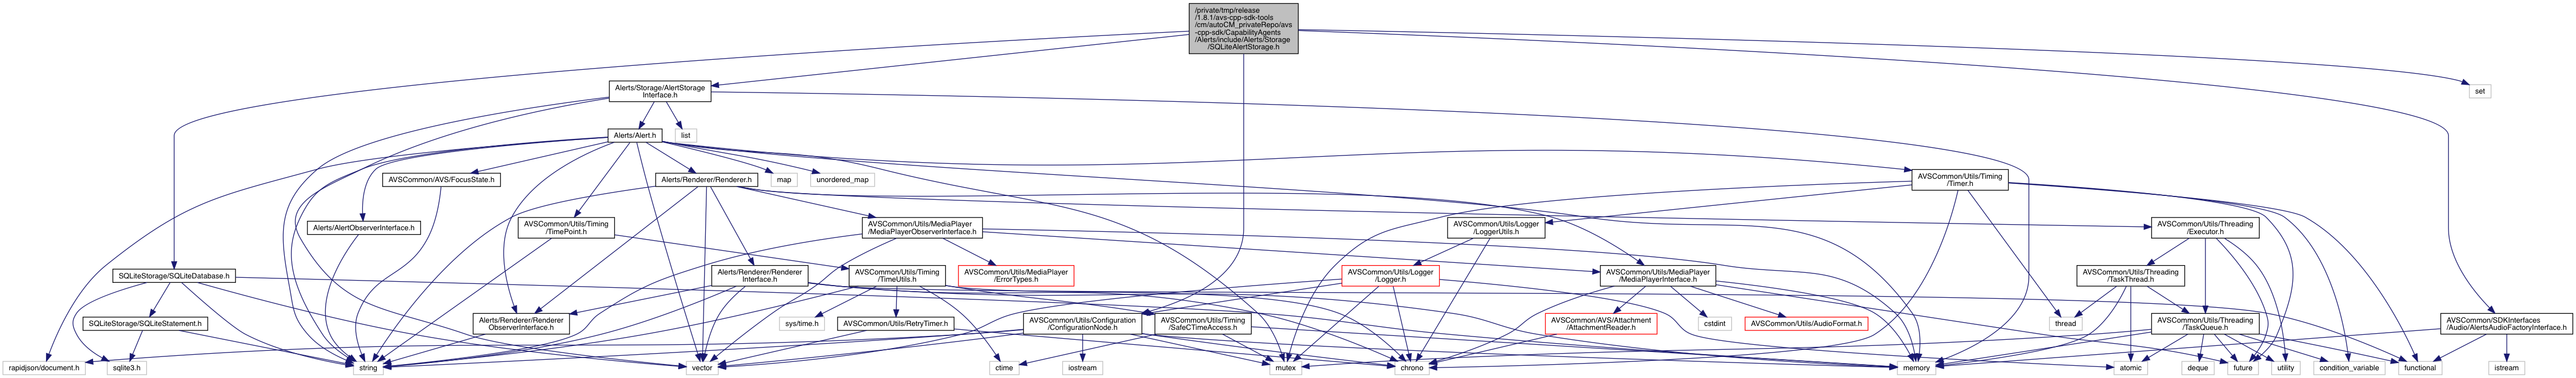 /private/tmp/release
/1.8.1/avs-cpp-sdk-tools
/cm/autoCM_privateRepo/avs
-cpp-sdk/CapabilityAgents
/Alerts/include/Alerts/Storage
/SQLiteAlertStorage.h
Alerts/Storage/AlertStorage
Interface.h
set
Alerts/Alert.h
list
AVSCommon/AVS/FocusState.h
Alerts/Renderer/Renderer.h
map
unordered_map
AVSCommon/Utils/Timing
/Timer.h
Alerts/AlertObserverInterface.h
AVSCommon/Utils/Timing
/TimePoint.h
AVSCommon/Utils/MediaPlayer
/MediaPlayerObserverInterface.h
AVSCommon/Utils/Logger
/LoggerUtils.h
AVSCommon/Utils/Threading
/Executor.h
SQLiteStorage/SQLiteDatabase.h
Alerts/Renderer/Renderer
Interface.h
AVSCommon/Utils/Timing
/TimeUtils.h
AVSCommon/Utils/MediaPlayer
/ErrorTypes.h
AVSCommon/Utils/Logger
/Logger.h
AVSCommon/Utils/MediaPlayer
/MediaPlayerInterface.h
AVSCommon/Utils/Threading
/TaskThread.h
SQLiteStorage/SQLiteStatement.h
Alerts/Renderer/Renderer
ObserverInterface.h
sys/time.h
AVSCommon/Utils/RetryTimer.h
AVSCommon/Utils/Configuration
/ConfigurationNode.h
AVSCommon/Utils/Timing
/SafeCTimeAccess.h
AVSCommon/AVS/Attachment
/AttachmentReader.h
cstdint
AVSCommon/Utils/AudioFormat.h
thread
AVSCommon/Utils/Threading
/TaskQueue.h
AVSCommon/SDKInterfaces
/Audio/AlertsAudioFactoryInterface.h
rapidjson/document.h
sqlite3.h
string
vector
ctime
iostream
mutex
chrono
memory
atomic
deque
future
utility
condition_variable
functional
istream